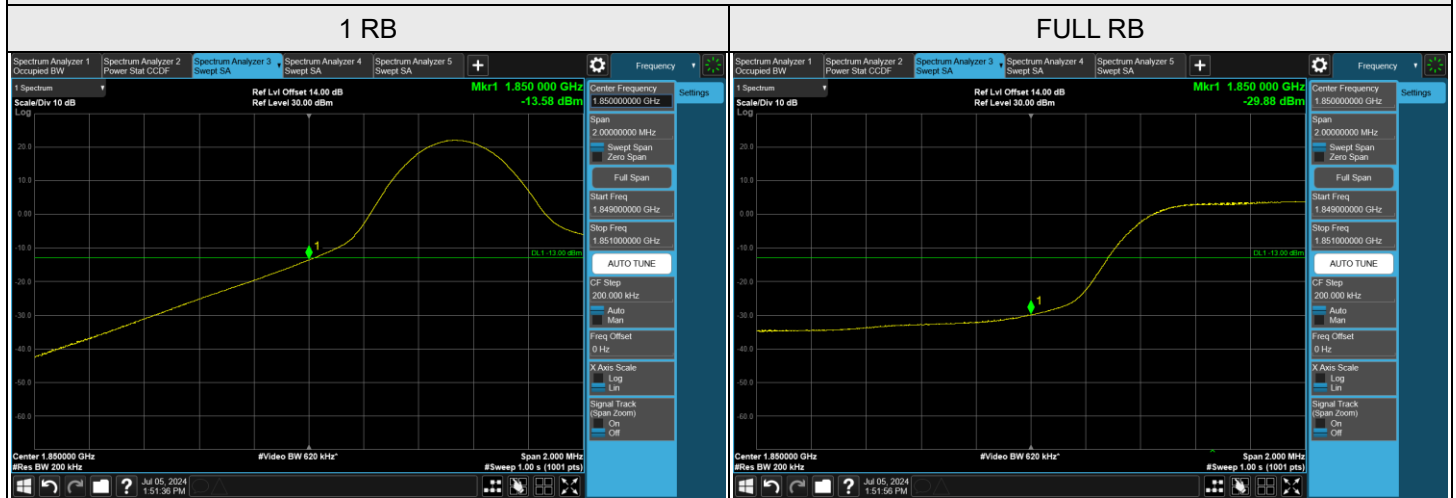 1 RB
FULL RB
Spectrum Analyzer 1
Occupied BW
Spectrum Analyzer 2
Power Stat CCDF
Spectrum Analyzer 3
Swept SA
Spectrum Analyzer 4
Swept SA
Spectrum Analyzer 5
Swept SA
+
Frequency
Settings
1 Spectrum
Scale/Div 10 dB
Log
Ref Lvl Offset 14.00 dB
Ref Level 30.00 dBm
Mkr1 1.850 000 GHz
-13.58 dBm
20.0
10.0
0.00
-10.0
-20.0
-30.0
-40.0
-50.0
-60.0
1
DL1 -13.00 dBm
Center 1.850000 GHz
#Res BW 200 kHz
#Video BW 620 kHz*
Span 2.000 MHz
#Sweep 1.00 s (1001 pts)
Center Frequency
1.850000000 GHz
Span
2.00000000 MHz
Swept Span
Zero Span
Full Span
Start Freq
1.849000000 GHz
Stop Freq
1.851000000 GHz
AUTO TUNE
CF Step
200.000 kHz
Auto
Man
Freq Offset
0 Hz
X Axis Scale
Log
Lin
Signal Track
(Span Zoom)
On
Off
?
Jul 05, 2024
1:51:36 PM
Spectrum Analyzer 1
Occupied BW
Spectrum Analyzer 2
Power Stat CCDF
Spectrum Analyzer 3
Swept SA
Spectrum Analyzer 4
Swept SA
Spectrum Analyzer 5
Swept SA
+
Frequency
Settings
1 Spectrum
Scale/Div 10 dB
Log
Ref Lvl Offset 14.00 dB
Ref Level 30.00 dBm
Mkr1 1.850 000 GHz
-29.88 dBm
20.0
10.0
0.00
-10.0
-20.0
-30.0
-40.0
-50.0
-60.0
1
DL1 -13.00 dBm
Center 1.850000 GHz
#Res BW 200 kHz
#Video BW 620 kHz*
Span 2.000 MHz
#Sweep 1.00 s (1001 pts)
Center Frequency
1.850000000 GHz
Span
2.00000000 MHz
Swept Span
Zero Span
Full Span
Start Freq
1.849000000 GHz
Stop Freq
1.851000000 GHz
AUTO TUNE
CF Step
200.000 kHz
Auto
Man
Freq Offset
0 Hz
X Axis Scale
Log
Lin
Signal Track
(Span Zoom)
On
Off
?
Jul 05, 2024
1:51:56 PM